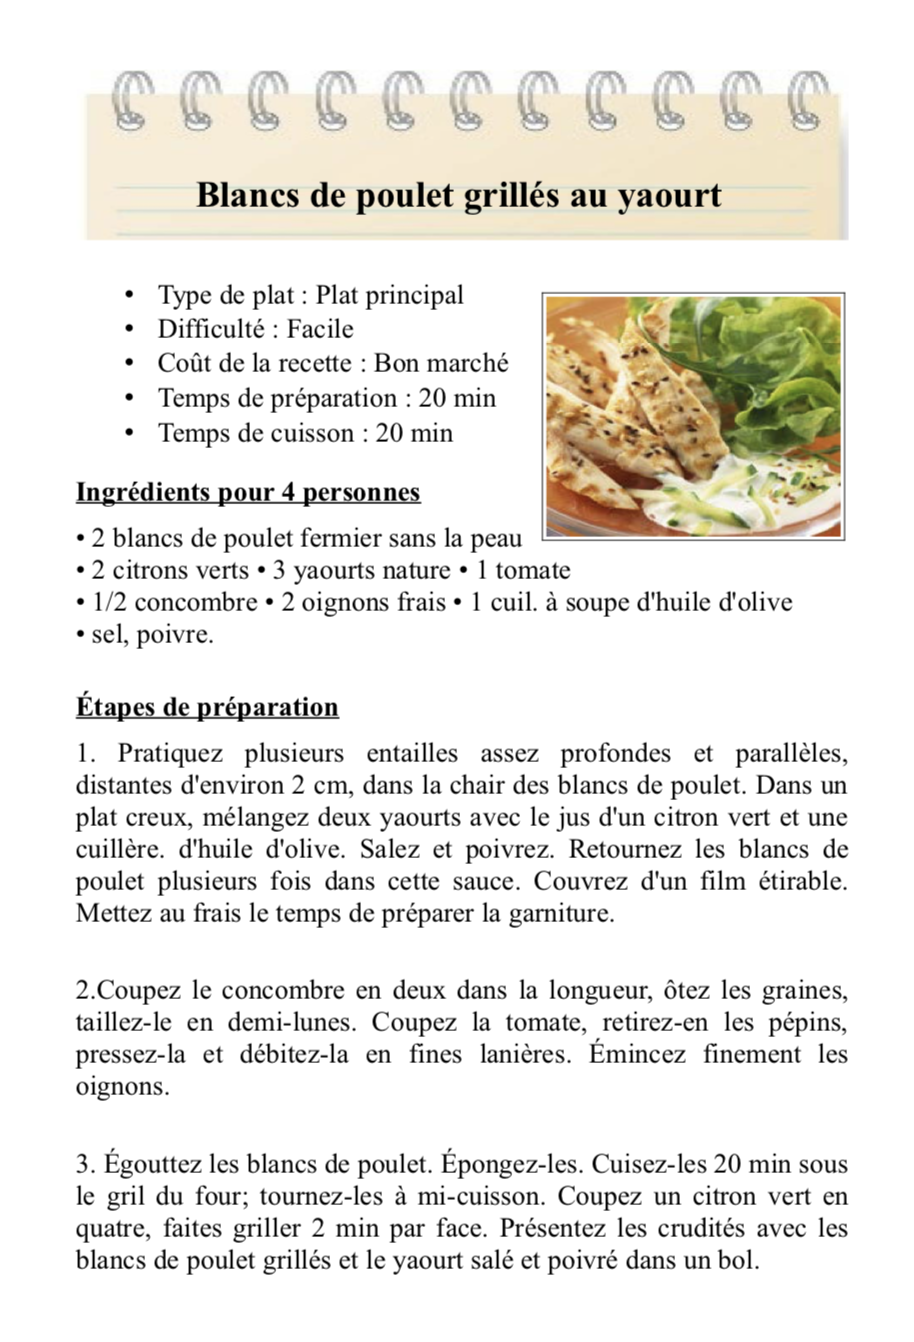 Blancs de poulet grillés au yaourt
• Type de plat : Plat principal
• Difficulté : Facile
• Coût de la recette : Bon marché
• Temps de préparation : 20 min
• Temps de cuisson : 20 min
Ingrédients pour 4 personnes
• 2 blancs de poulet fermier sans la peau
• 2 citrons verts • 3 yaourts nature • 1 tomate
• 1/2 concombre • 2 oignons frais • 1 cuil. à soupe d'huile d'olive
• sel, poivre.
Étapes de préparation
1. Pratiquez plusieurs entailles assez profondes et parallèles,
distantes d'environ 2 cm, dans la chair des blancs de poulet. Dans un
plat creux, mélangez deux yaourts avec le jus d'un citron vert et une
cuillère. d'huile d'olive. Salez et poivrez. Retournez les blancs de
poulet plusieurs fois dans cette sauce. Couvrez d'un film étirable.
Mettez au frais le temps de préparer la garniture.
2.Coupez le concombre en deux dans la longueur, ôtez les graines,
taillez-le en demi-lunes. Coupez la tomate, retirez-en les pépins,
pressez-la et débitez-la en fines lanières. Émincez finement les
oignons.
3. Égouttez les blancs de poulet. Épongez-les. Cuisez-les 20 min sous
le gril du four; tournez-les à mi-cuisson. Coupez un citron vert en
quatre, faites griller 2 min par face. Présentez les crudités avec les
blancs de poulet grillés et le yaourt salé et poivré dans un bol.